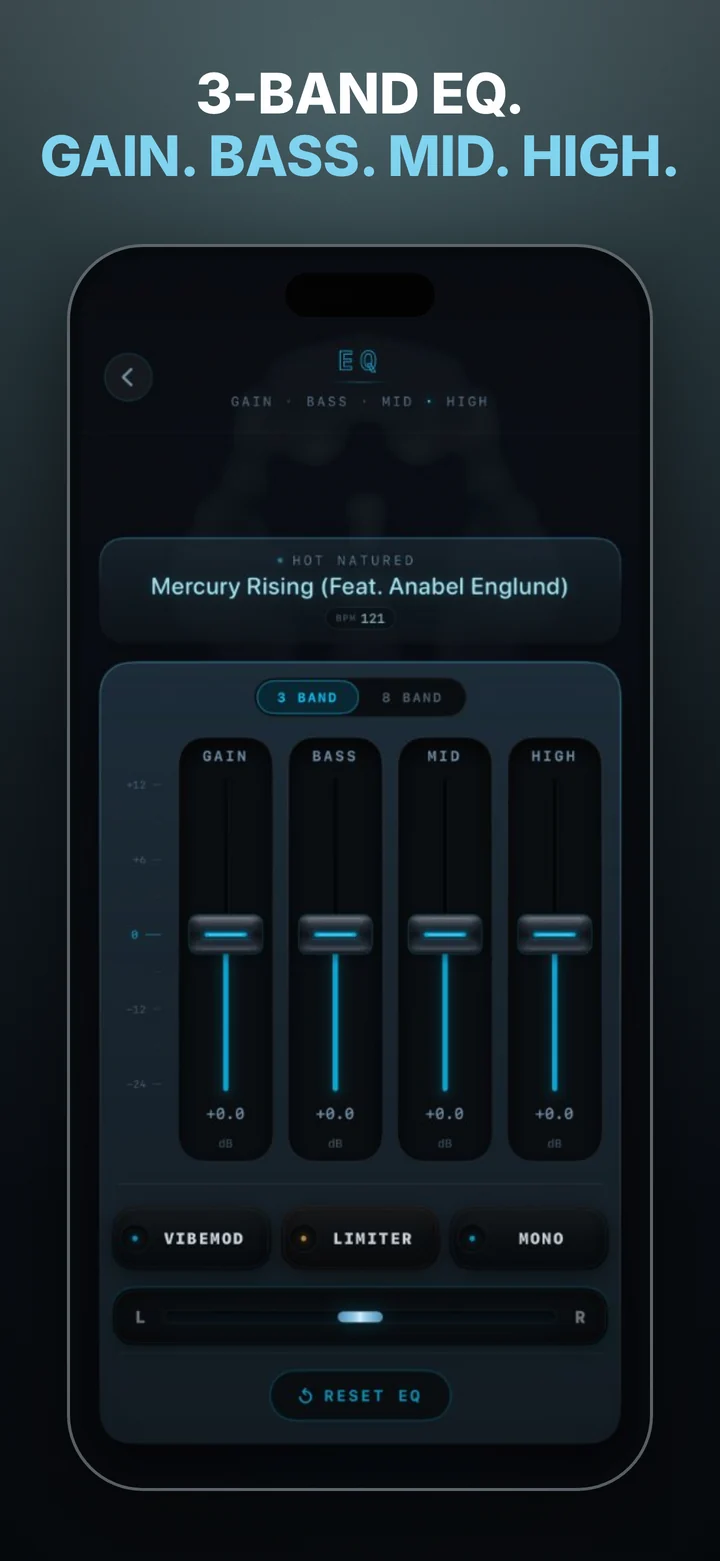 3-BAND EQ.
GAIN. BASS. MID. HIGH.
EQ
GAIN · BASS · MID · HIGH
HOT NATURED
Mercury Rising (Feat. Anabel Englund)
BPM 121
3 BAND 8 BAND
GAIN BASS MID HIGH
+12
+6
0
-12
-24
+0.0 +0.0 +0.0 +0.0
dB dB dB dB
VIBEMOD LIMITER MONO
L R
RESET EQ